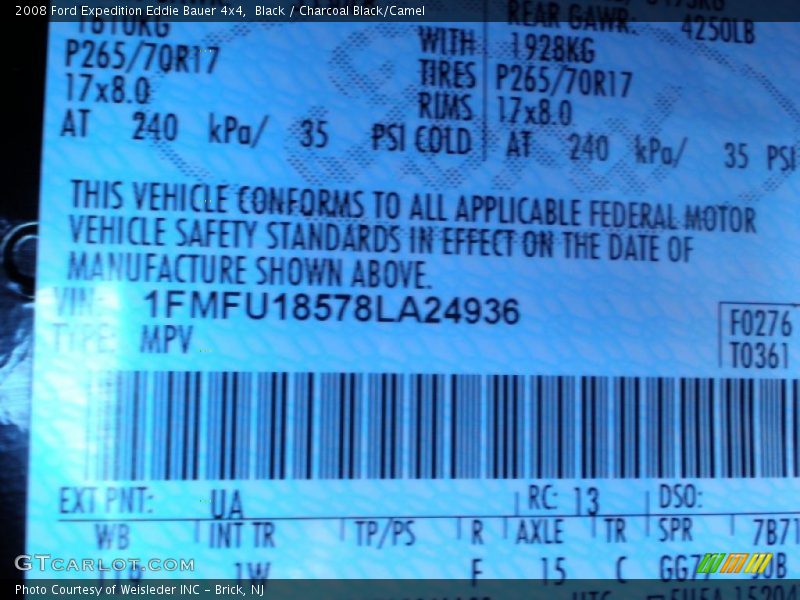 2008 Ford Expedition Eddie Bauer 4x4, Black / Charcoal Black/Camel
REAR GAWR: 4250LB
1610KG WITH 1928KG
P265/70R17 TIRES P265/70R17
17x8.0 RIMS 17x8.0
AT 240 kPa/ 35 PSI COLD AT 240 kPa/ 35 PSI
THIS VEHICLE CONFORMS TO ALL APPLICABLE FEDERAL MOTOR
VEHICLE SAFETY STANDARDS IN EFFECT ON THE DATE OF
MANUFACTURE SHOWN ABOVE.
VIN: 1FMFU18578LA24936
TYPE: MPV
F0276
T0361
EXT PNT: UA RC: 13 DSO:
WB INT TR TP/PS R AXLE TR SPR 7B71
119 1W F 15 C
GTcarlot.com
Photo Courtesy of Weisleder INC - Brick, NJ